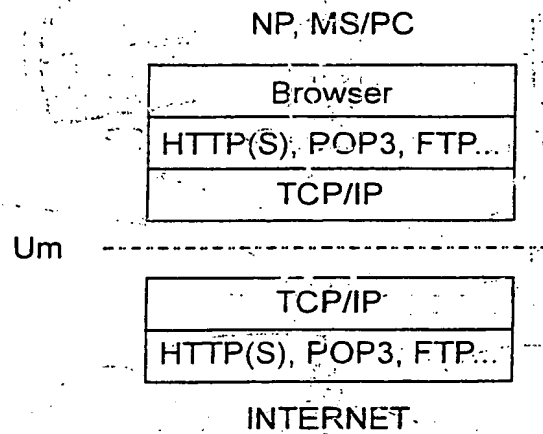 NP, MS/PC
Browser
HTTP(S), POP3, FTP...
TCP/IP
Um
TCP/IP
HTTP(S), POP3, FTP...
INTERNET